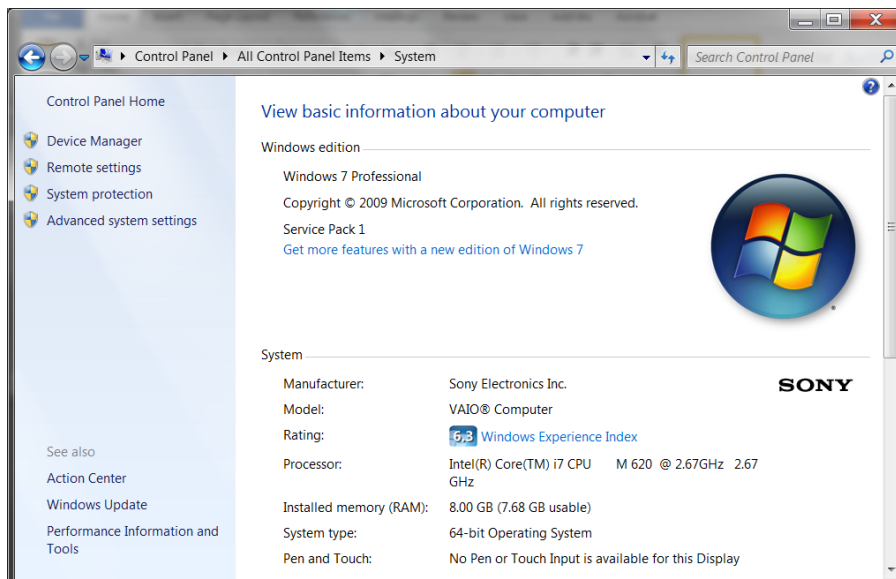 Control Panel ▸ All Control Panel Items ▸ System
Search Control Panel
Control Panel Home
Device Manager
Remote settings
System protection
Advanced system settings
See also
Action Center
Windows Update
Performance Information and
Tools
View basic information about your computer
Windows edition
Windows 7 Professional
Copyright © 2009 Microsoft Corporation.  All rights reserved.
Service Pack 1
Get more features with a new edition of Windows 7
System
Manufacturer: Sony Electronics Inc.
SONY
Model: VAIO® Computer
Rating: 6,3 Windows Experience Index
Processor: Intel(R) Core(TM) i7 CPU M 620 @ 2.67GHz 2.67
GHz
Installed memory (RAM): 8.00 GB (7.68 GB usable)
System type: 64-bit Operating System
Pen and Touch: No Pen or Touch Input is available for this Display